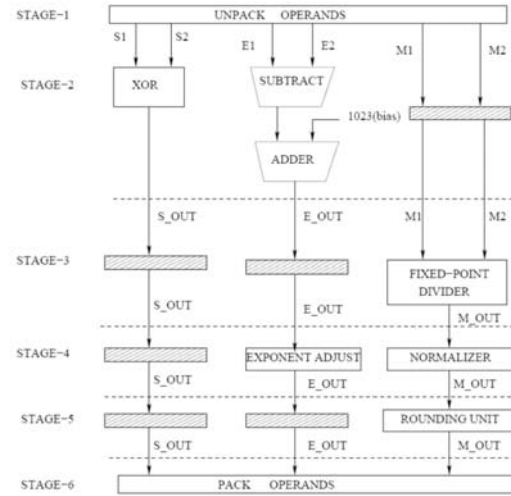 STAGE-1 UNPACK OPERANDS
S1 S2 E1 E2 M1 M2
STAGE-2 XOR SUBTRACT
1023(bias)
ADDER
S_OUT E_OUT M1 M2
STAGE-3 FIXED-POINT
DIVIDER
S_OUT E_OUT M_OUT
STAGE-4 EXPONENT ADJUST NORMALIZER
S_OUT E_OUT M_OUT
STAGE-5 ROUNDING UNIT
S_OUT E_OUT M_OUT
STAGE-6 PACK OPERANDS